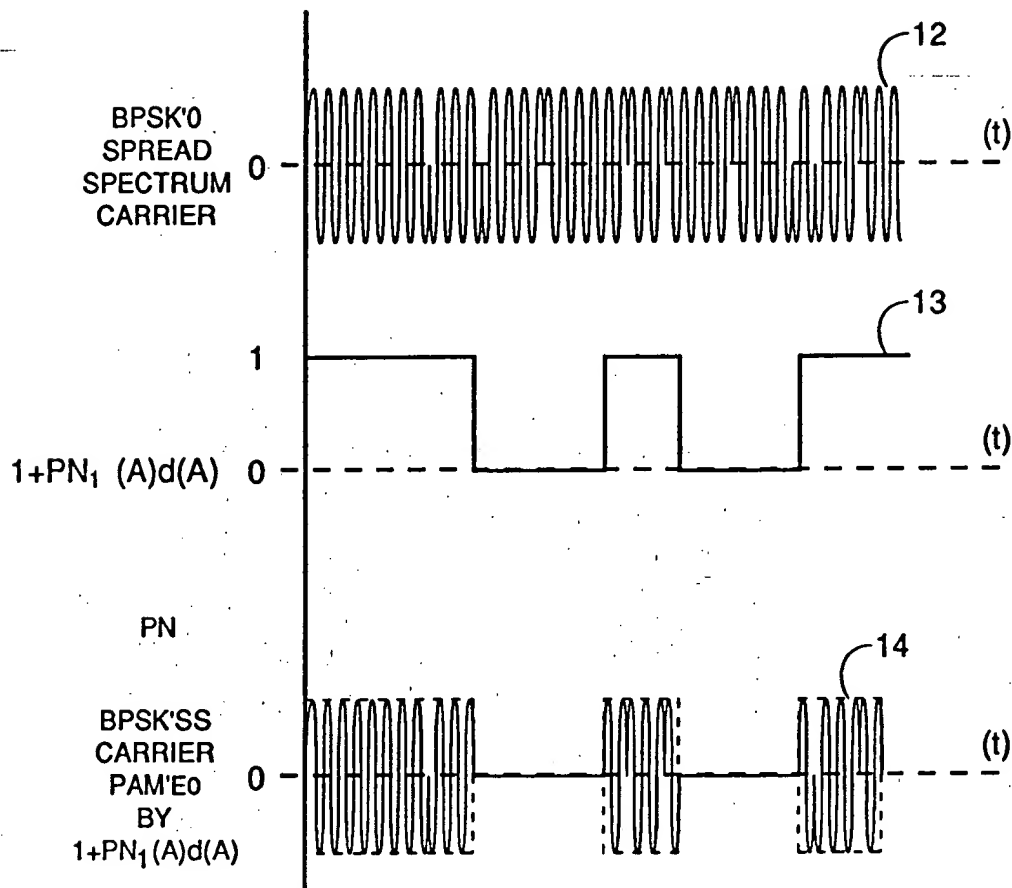 12
BPSK'0
SPREAD
SPECTRUM
CARRIER
0
(t)
13
1
1+PN₁ (A)d(A)
0
(t)
PN
14
BPSK'SS
CARRIER
PAM'E0
BY
1+PN₁(A)d(A)
0
(t)